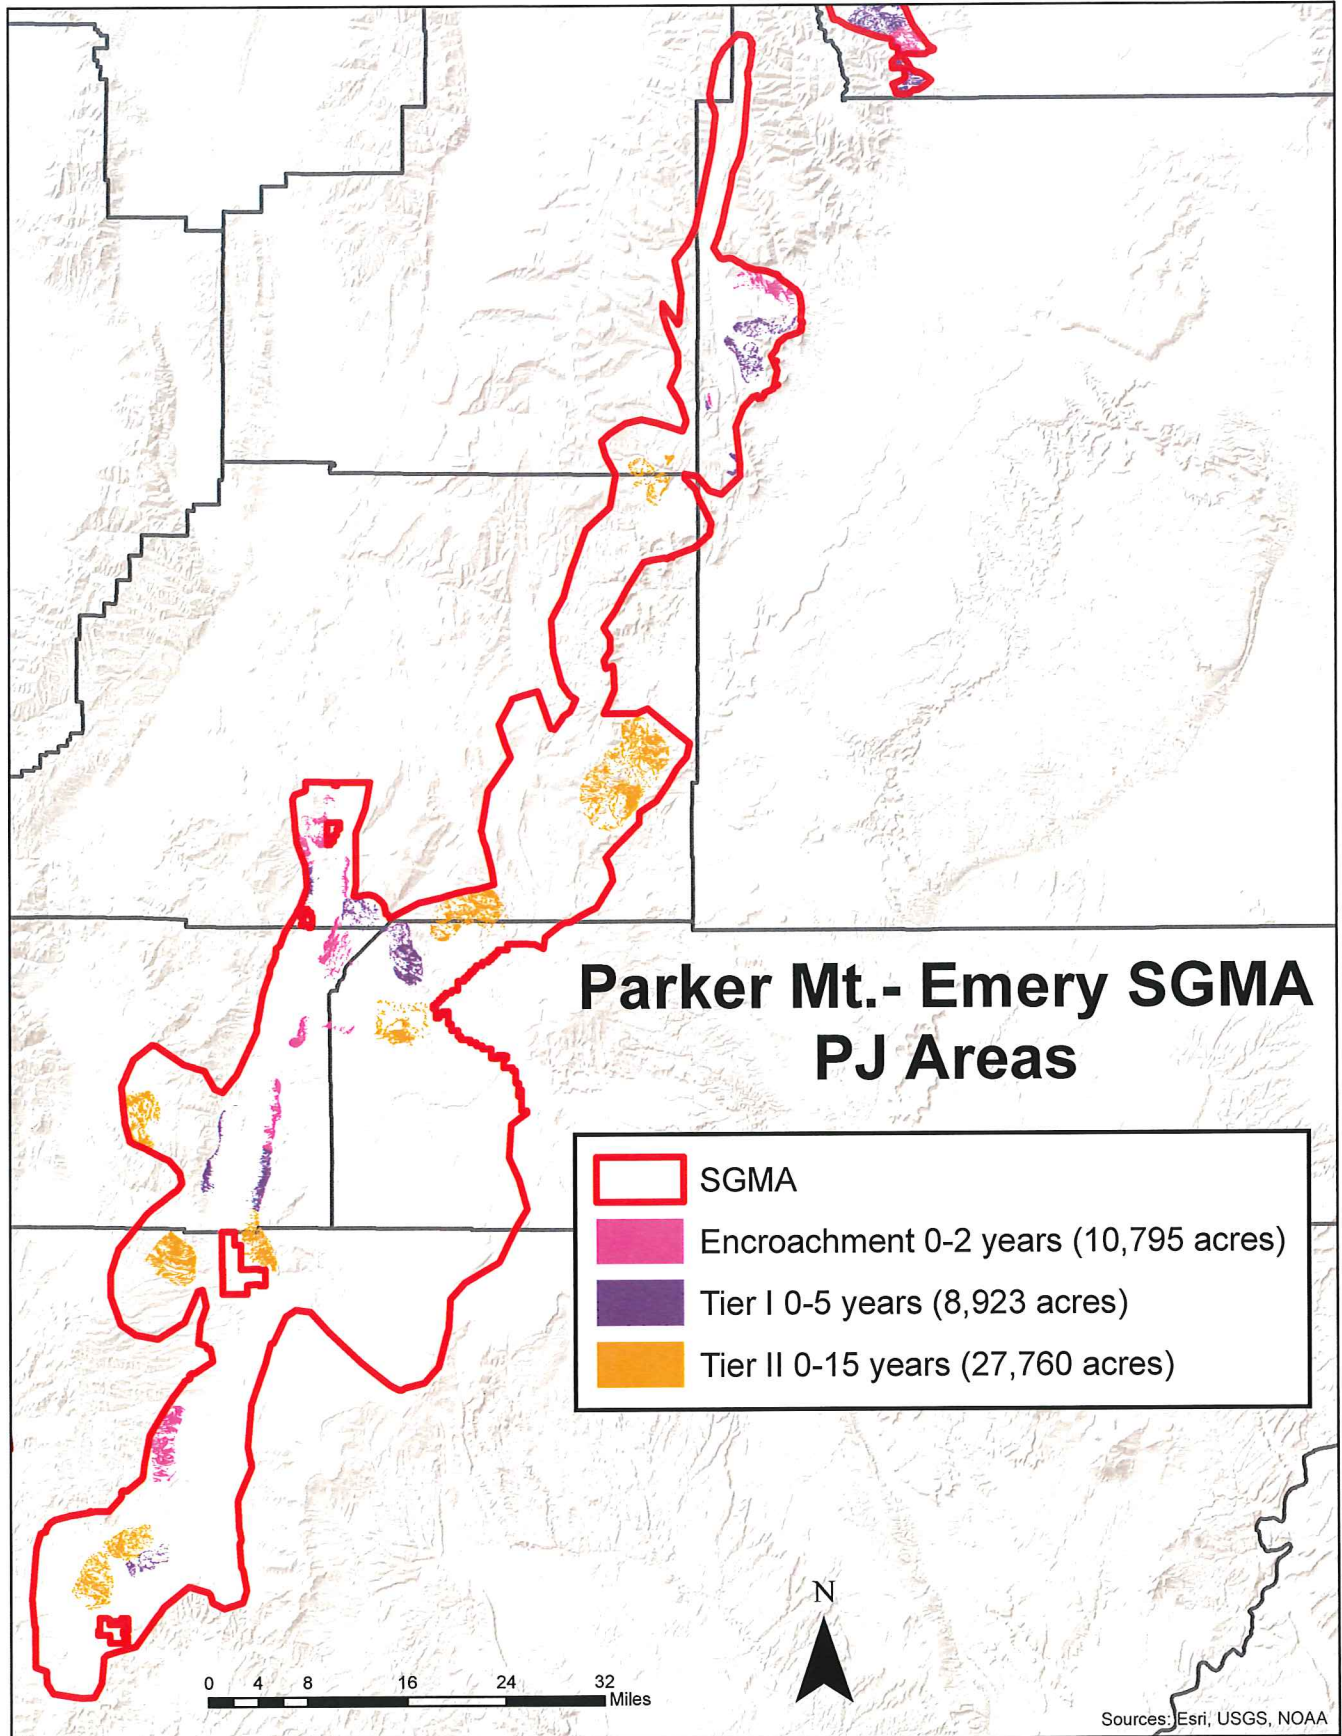 Parker Mt.- Emery SGMA
PJ Areas
SGMA
Encroachment 0-2 years (10,795 acres)
Tier I 0-5 years (8,923 acres)
Tier II 0-15 years (27,760 acres)
N
0 4 8 16 24 32
Miles
Sources: Esri, USGS, NOAA